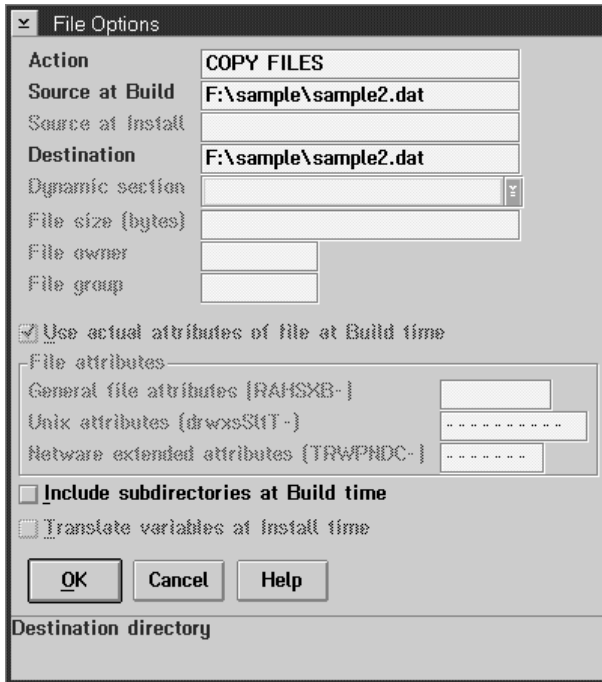 File Options
Action COPY FILES
Source at Build F:\sample\sample2.dat
Source at Install
Destination F:\sample\sample2.dat
Dynamic section
File size (bytes)
File owner
File group
Use actual attributes of file at Build time
File attributes
General file attributes (RAHSXB-)
Unix attributes (drwxsSltT-) ----------
Netware extended attributes (TRWPNDC-) -------
Include subdirectories at Build time
Translate variables at Install time
OK Cancel Help
Destination directory